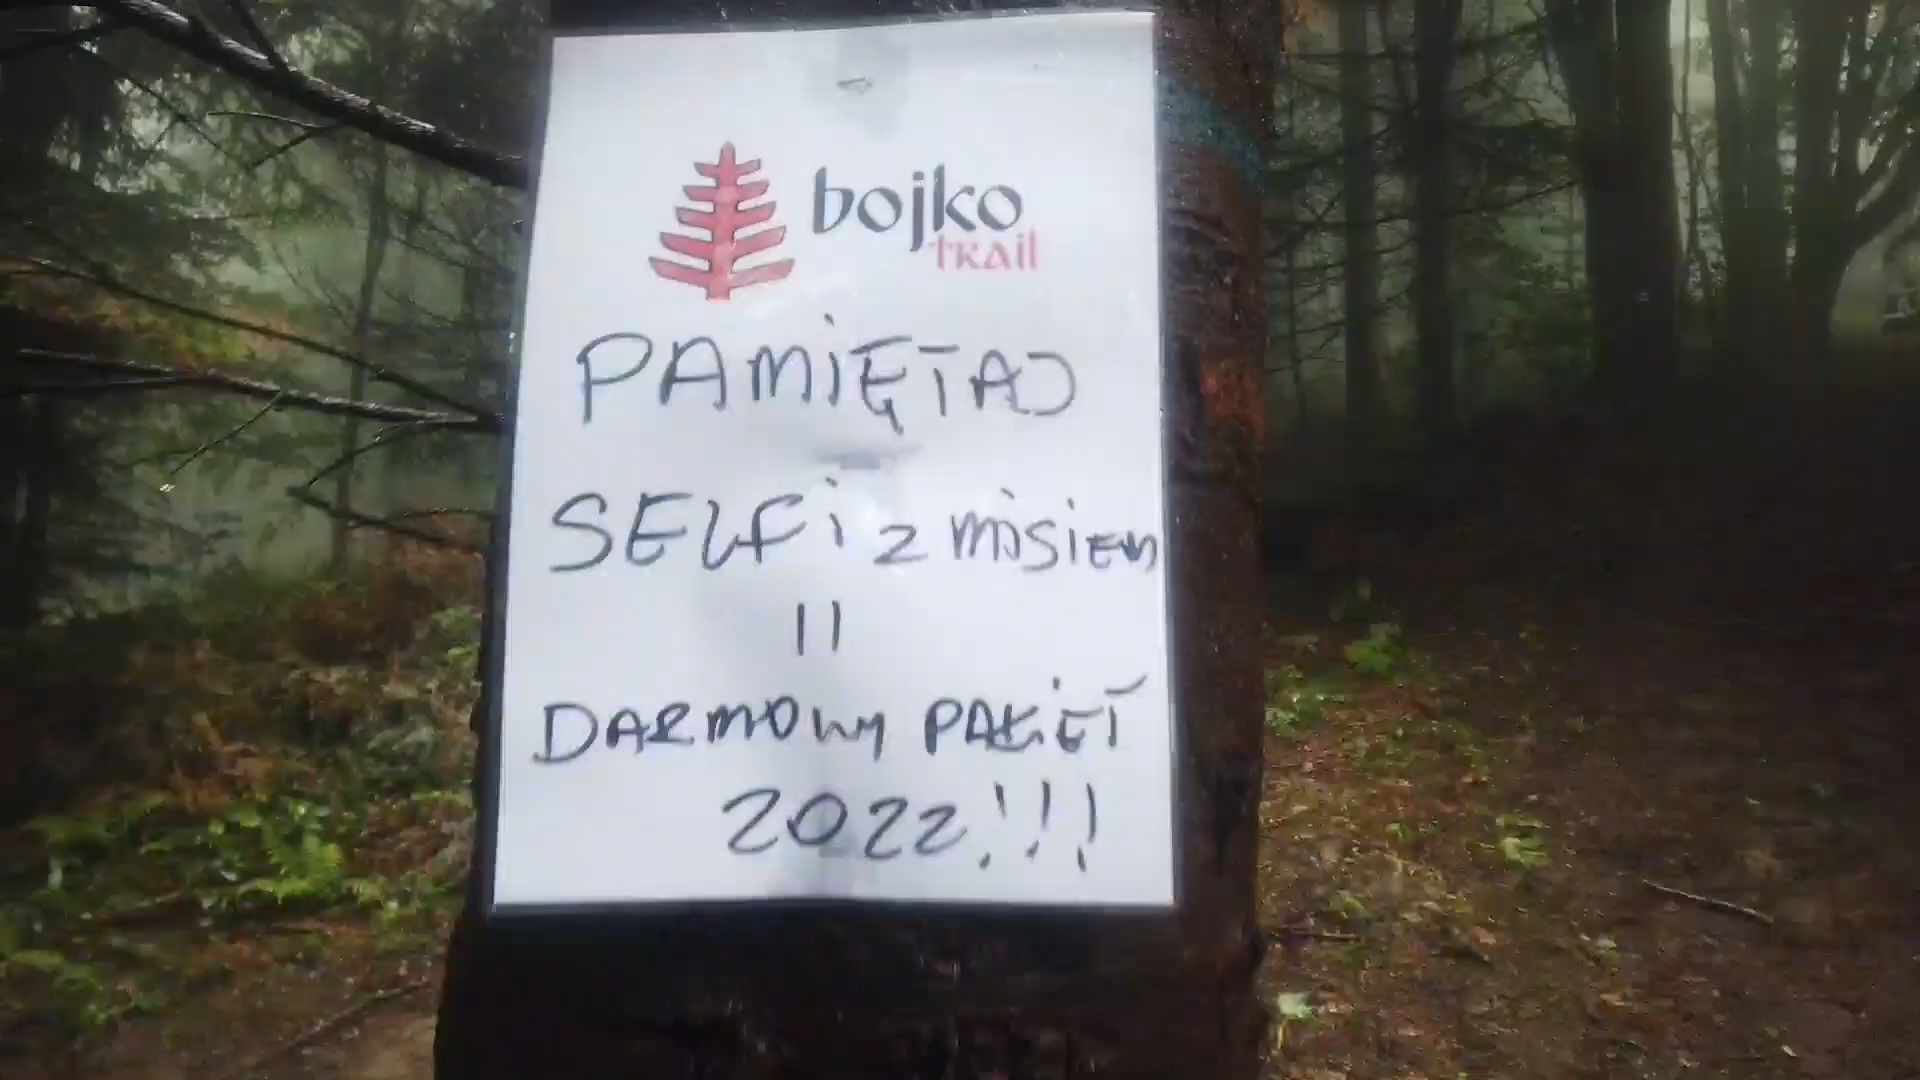 bojko
trail
PAMIĘTAJ
SELFI Z MISIEM
=
DARMOWY PAKIET
2022!!!